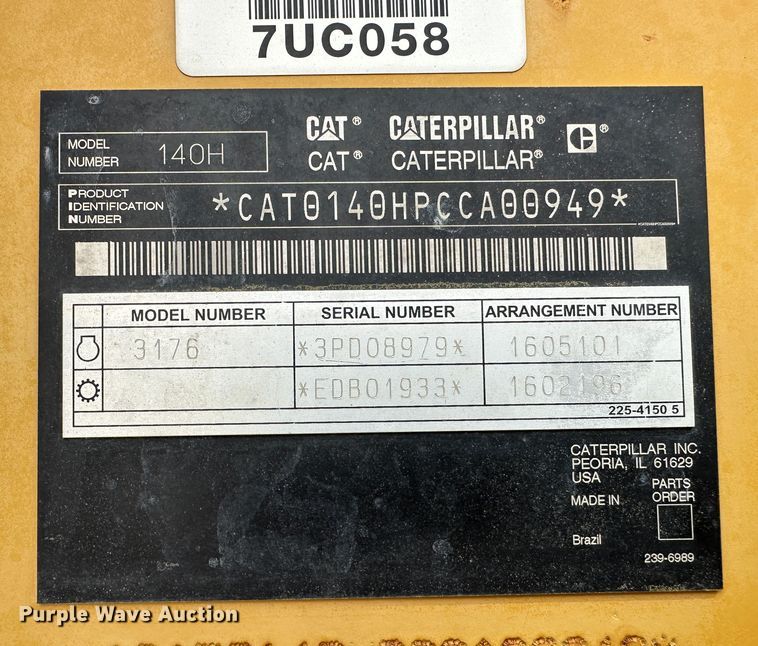 7UC058
MODEL NUMBER 140H
CAT® CATERPILLAR®
CAT® CATERPILLAR®
PRODUCT IDENTIFICATION NUMBER *CAT0140HPCCA00949*
MODEL NUMBER SERIAL NUMBER ARRANGEMENT NUMBER
3176 *3PD08979* 1605101
*EDB01933* 1602196
225-4150 5
CATERPILLAR INC.
PEORIA, IL 61629
USA
PARTS ORDER
MADE IN
Brazil
239-6989
Purple Wave Auction